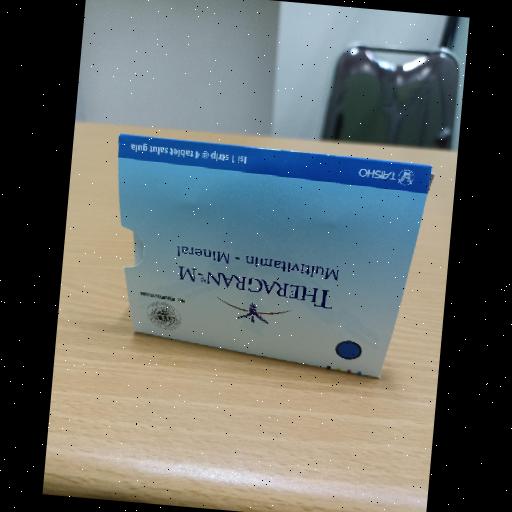 THERAGRAN-M
Multivitamin - Mineral
TAISHO
Isi 1 strip @ 4 tablet salut gula